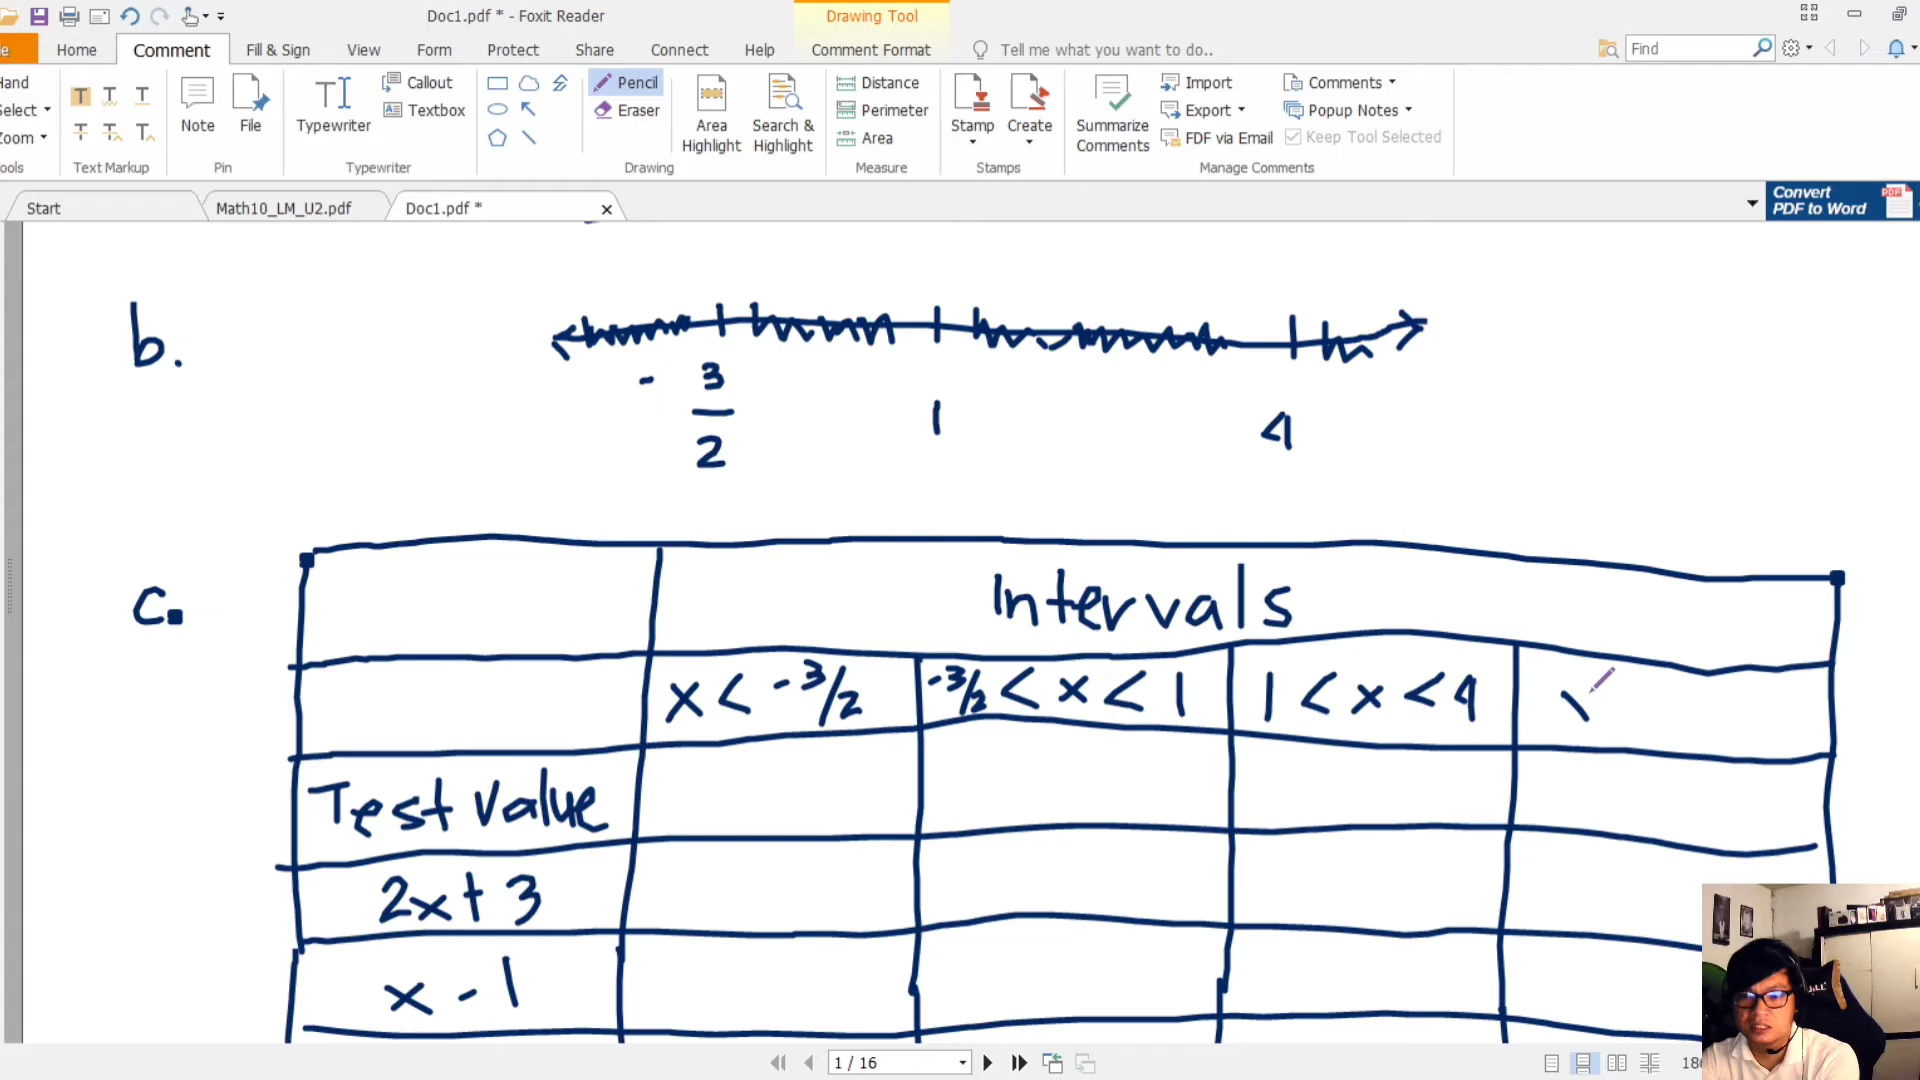 Doc1.pdf * - Foxit Reader
Drawing Tool
Home Comment Fill & Sign View Form Protect Share Connect Help Comment Format Tell me what you want to do.. Find
Hand
Select
Zoom
Text Markup
Note File
Pin
Typewriter
Callout
Textbox
Typewriter
Pencil
Eraser
Area Highlight
Search & Highlight
Drawing
Distance
Perimeter
Area
Measure
Stamp Create
Stamps
Summarize Comments
Import
Export
FDF via Email
Comments
Popup Notes
Keep Tool Selected
Manage Comments
Start Math10_LM_U2.pdf Doc1.pdf *
Convert
PDF to Word
PDF
b.
- 3/2 1 4
c.
Intervals
x < -3/2 -3/2 < x < 1 1 < x < 4
Test Value
2x + 3
x - 1
1 / 16